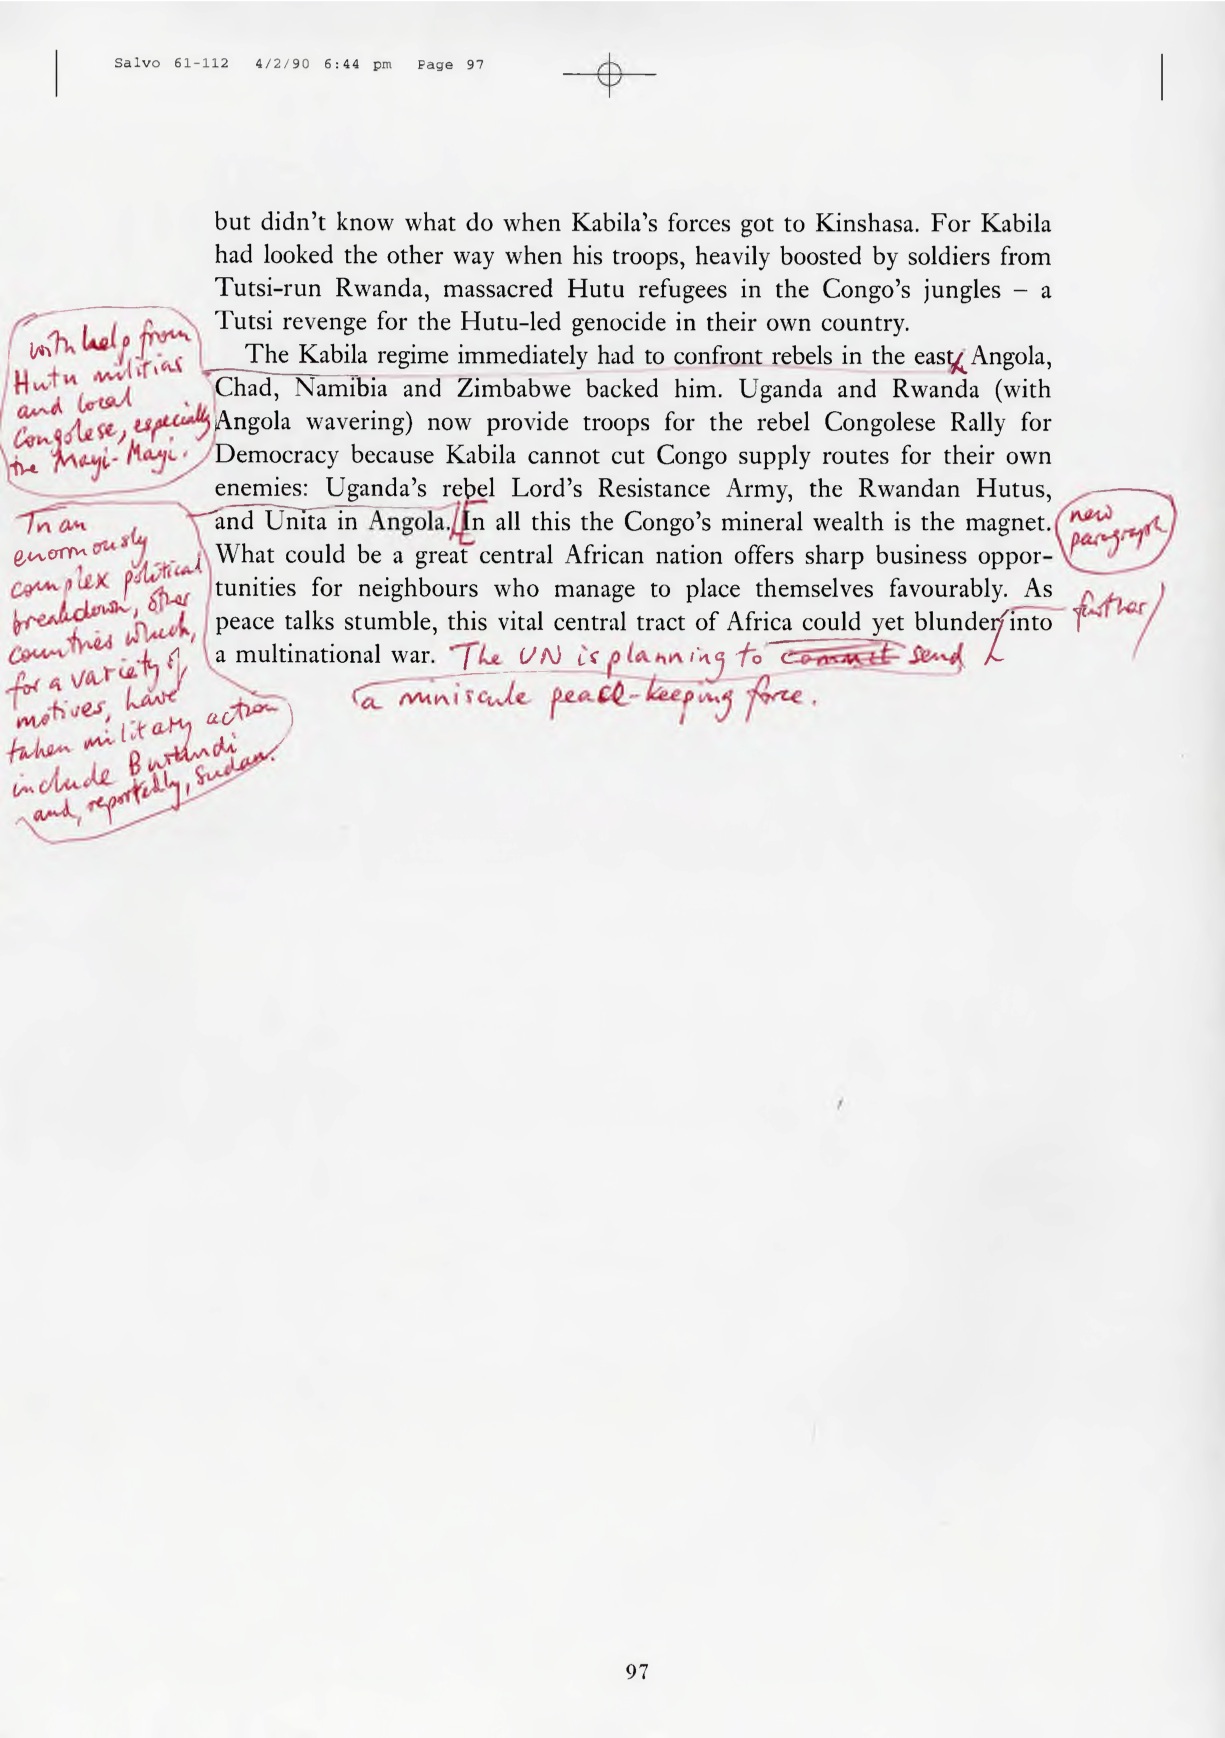 Salvo 61-112 4/2/90 6:44 pm Page 97
but didn't know what do when Kabila's forces got to Kinshasa. For Kabila
had looked the other way when his troops, heavily boosted by soldiers from
Tutsi-run Rwanda, massacred Hutu refugees in the Congo's jungles – a
Tutsi revenge for the Hutu-led genocide in their own country.
The Kabila regime immediately had to confront rebels in the east. Angola,
Chad, Namibia and Zimbabwe backed him. Uganda and Rwanda (with
Angola wavering) now provide troops for the rebel Congolese Rally for
Democracy because Kabila cannot cut Congo supply routes for their own
enemies: Uganda's rebel Lord's Resistance Army, the Rwandan Hutus,
and Unita in Angola. In all this the Congo's mineral wealth is the magnet.
What could be a great central African nation offers sharp business oppor-
tunities for neighbours who manage to place themselves favourably. As
peace talks stumble, this vital central tract of Africa could yet blunder into
a multinational war. The UN is planning to commit send
a miniscule peace-keeping force.
with help from
Hutu militias
and local
Congolese, especially
the Mayi-Mayi.
In an
enormously
complex political
breakdown, other
countries which,
for a variety of
motives, have
taken military action
include Burundi
and, reportedly, Sudan.
new
paragraph
further/
97